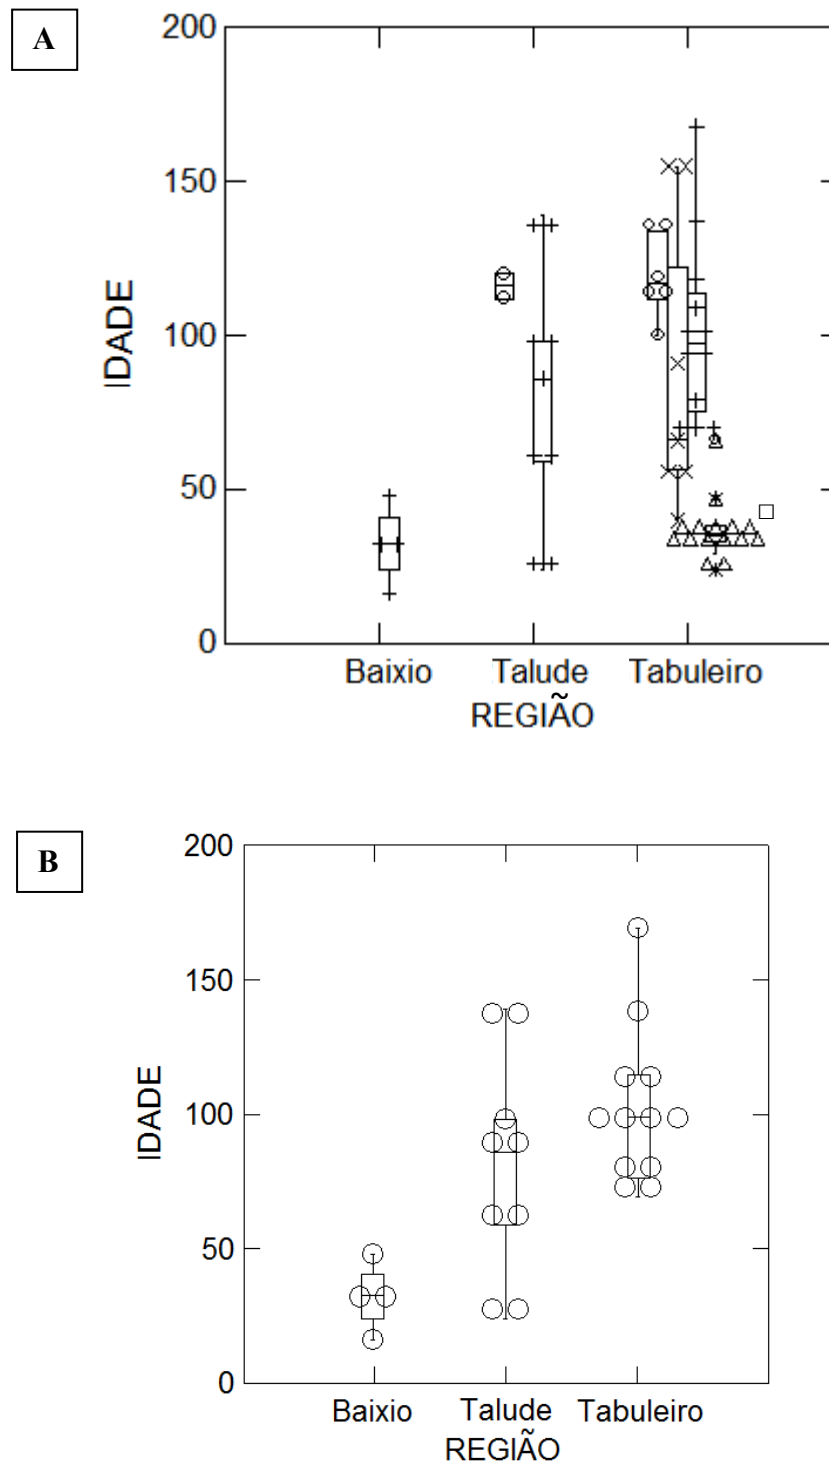 A
200
150
100
50
0
IDADE
Baixio Talude Tabuleiro
REGIÃO
B
200
150
100
50
0
IDADE
Baixio Talude Tabuleiro
REGIÃO